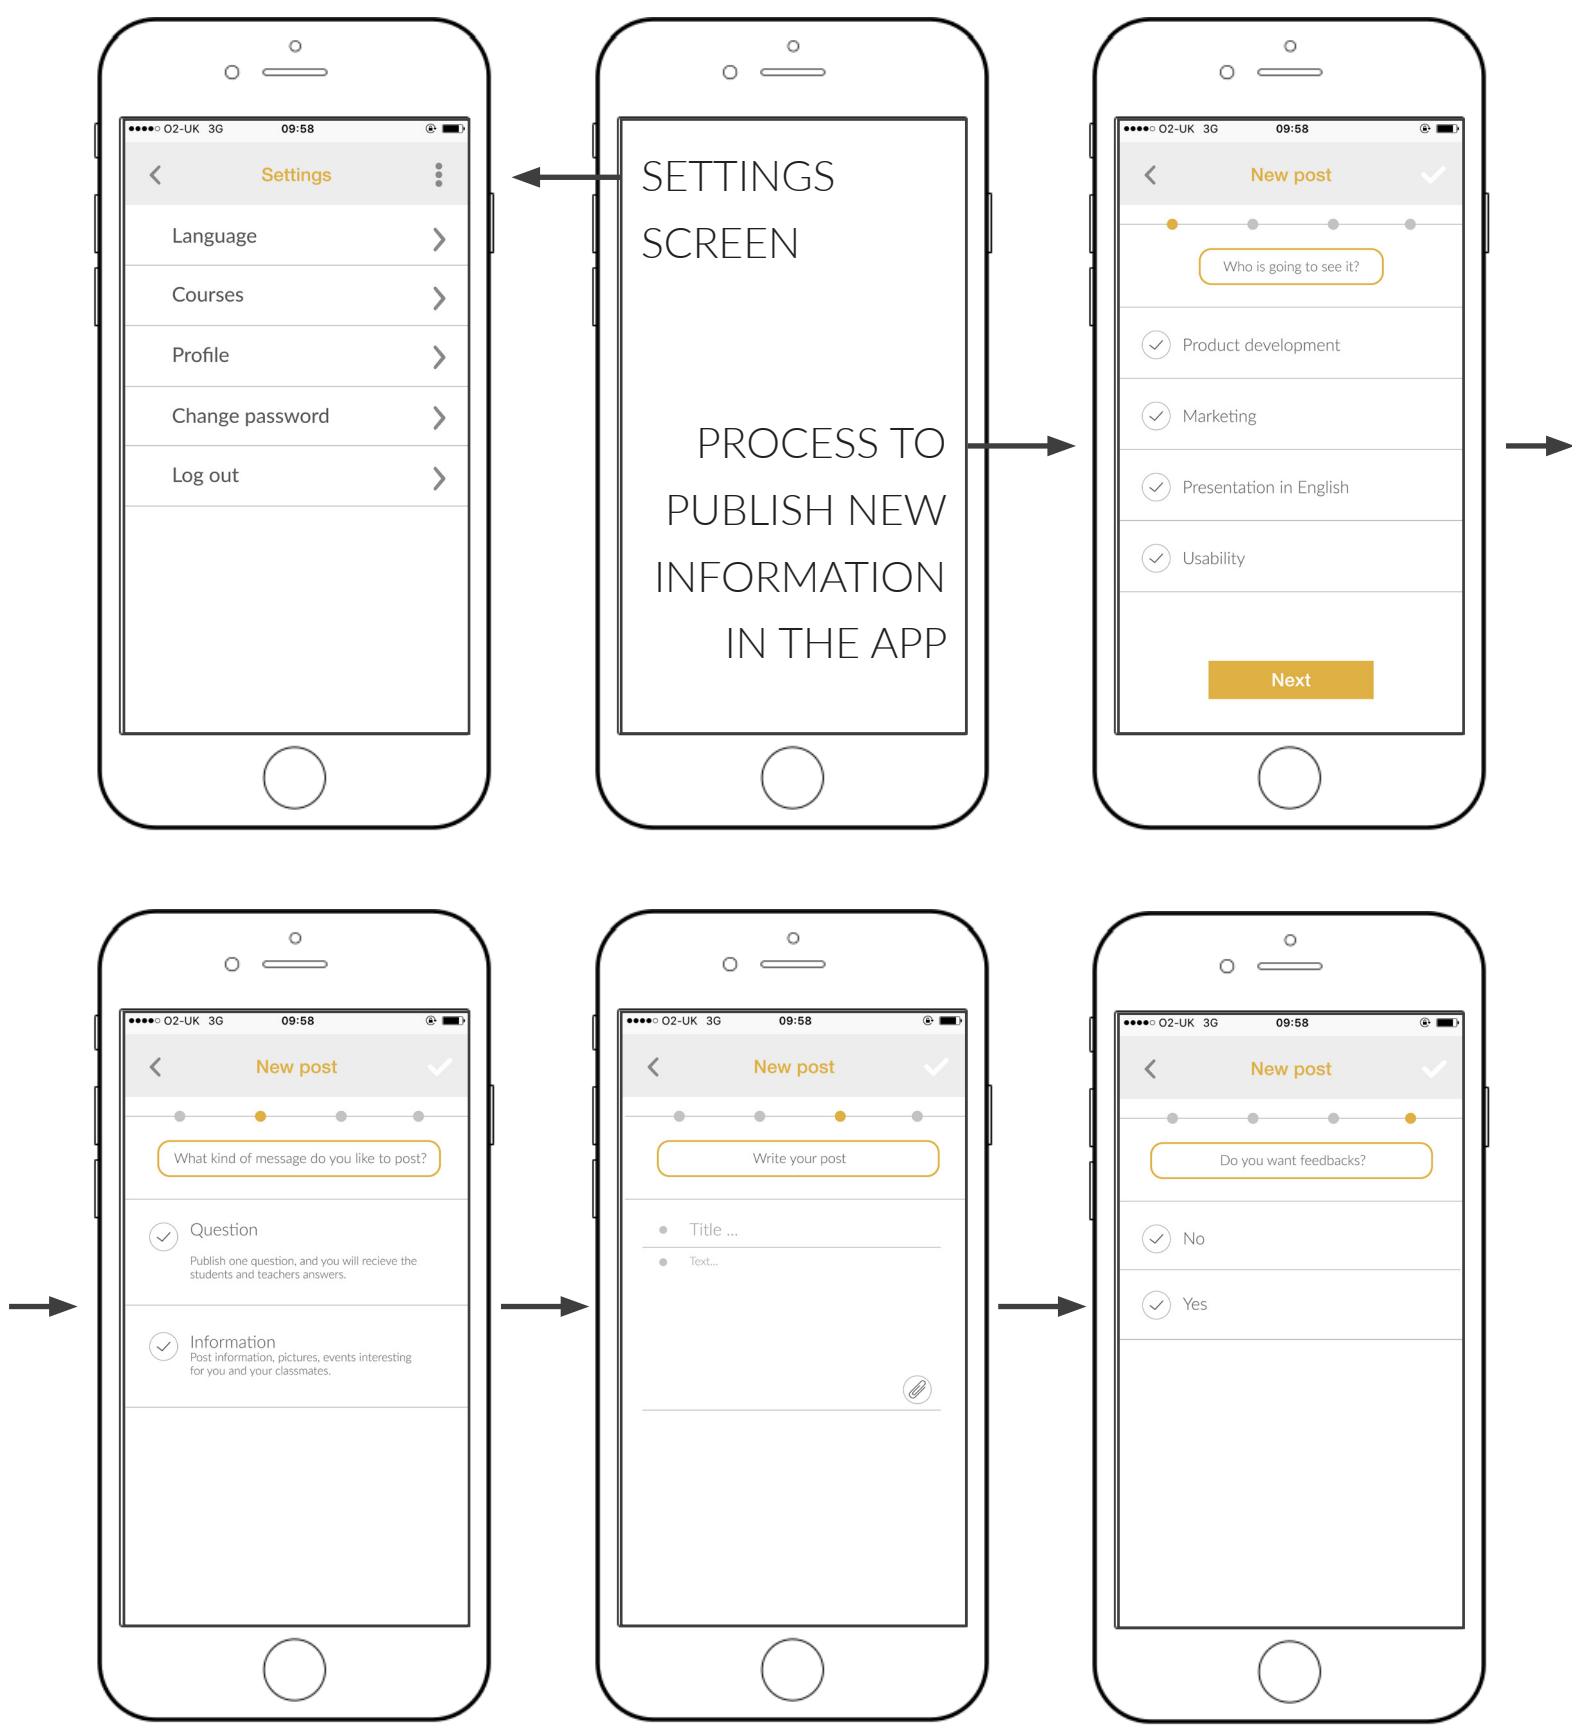 O2-UK 3G 09:58
Settings
Language
Courses
Profile
Change password
Log out
SETTINGS
SCREEN
PROCESS TO
PUBLISH NEW
INFORMATION
IN THE APP
O2-UK 3G 09:58
New post
Who is going to see it?
Product development
Marketing
Presentation in English
Usability
Next
O2-UK 3G 09:58
New post
What kind of message do you like to post?
Question
Publish one question, and you will recieve the
students and teachers answers.
Information
Post information, pictures, events interesting
for you and your classmates.
O2-UK 3G 09:58
New post
Write your post
Title ...
Text...
O2-UK 3G 09:58
New post
Do you want feedbacks?
No
Yes